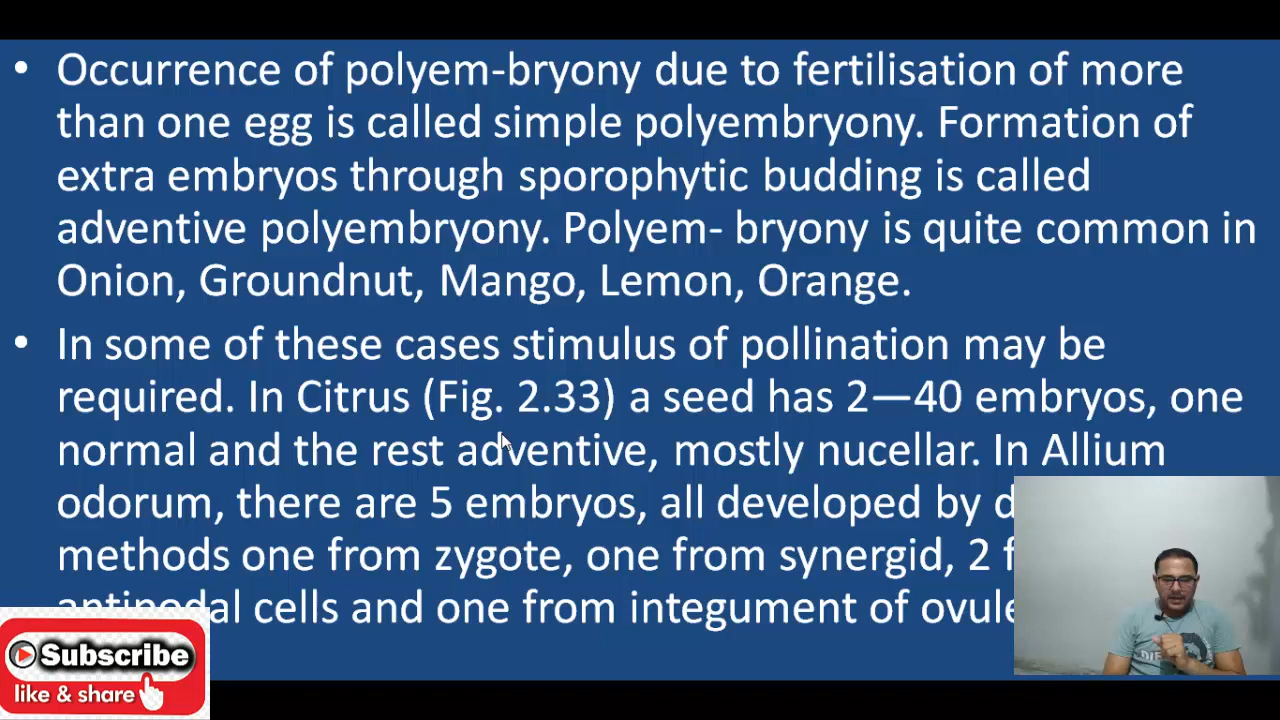 • Occurrence of polyem-bryony due to fertilisation of more
than one egg is called simple polyembryony. Formation of
extra embryos through sporophytic budding is called
adventive polyembryony. Polyem- bryony is quite common in
Onion, Groundnut, Mango, Lemon, Orange.
• In some of these cases stimulus of pollination may be
required. In Citrus (Fig. 2.33) a seed has 2—40 embryos, one
normal and the rest adventive, mostly nucellar. In Allium
odorum, there are 5 embryos, all developed by
methods one from zygote, one from synergid, 2
antipodal cells and one from integument of ovule
Subscribe
like & share